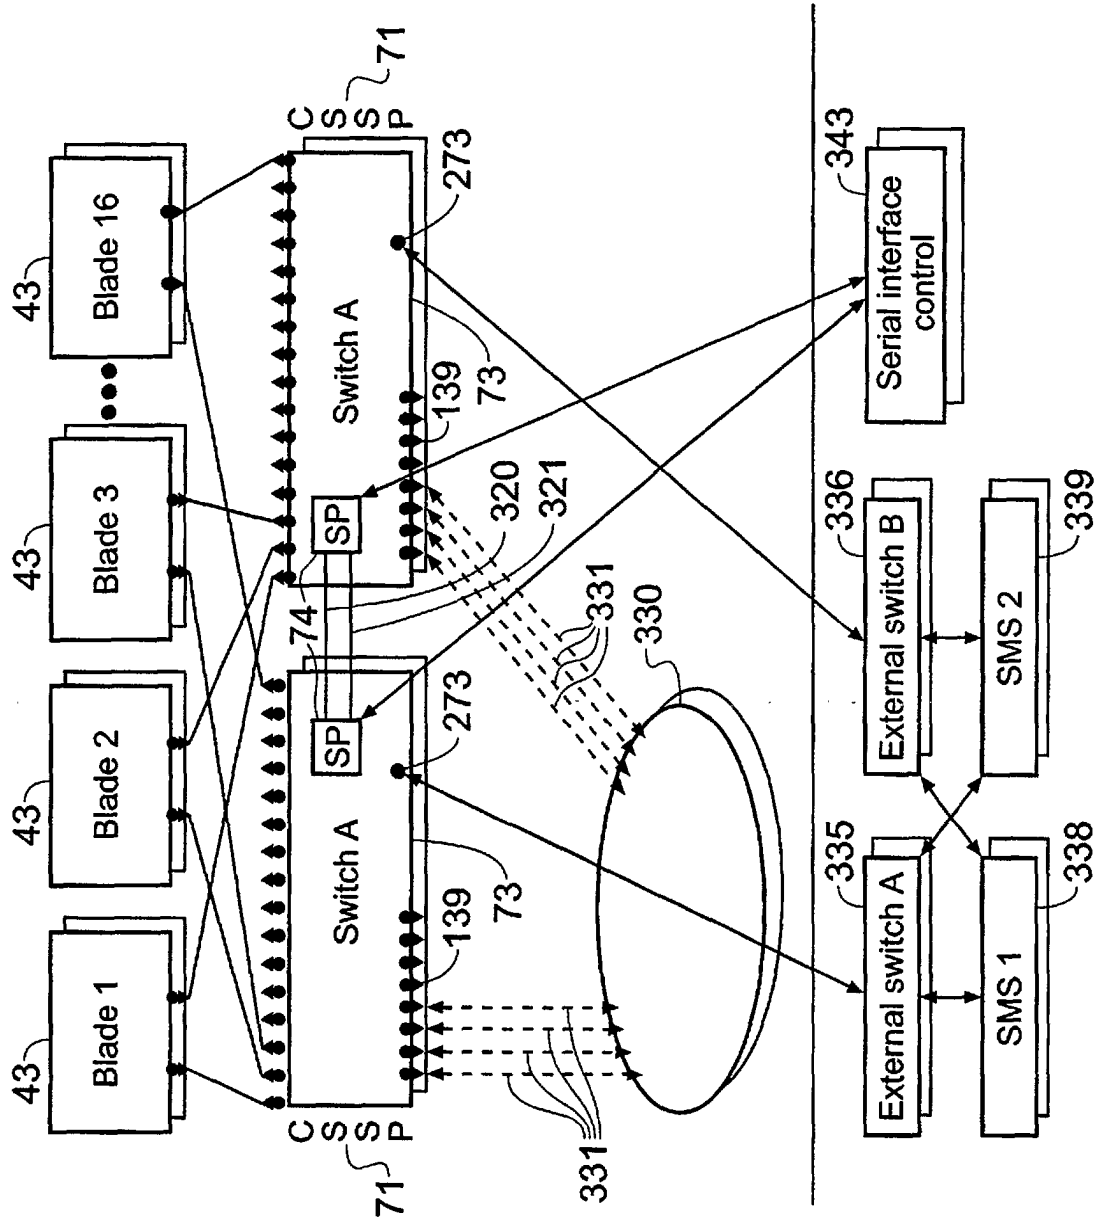 43
43
43
43
Blade 1
Blade 2
Blade 3
Blade 16
C
S
S
P
71
Switch A
SP
74
SP
Switch A
C
S
S
P
71
139
73
273
320
321
139
73
273
331
331
330
335
External switch A
336
External switch B
343
Serial interface
control
SMS 1
338
SMS 2
339